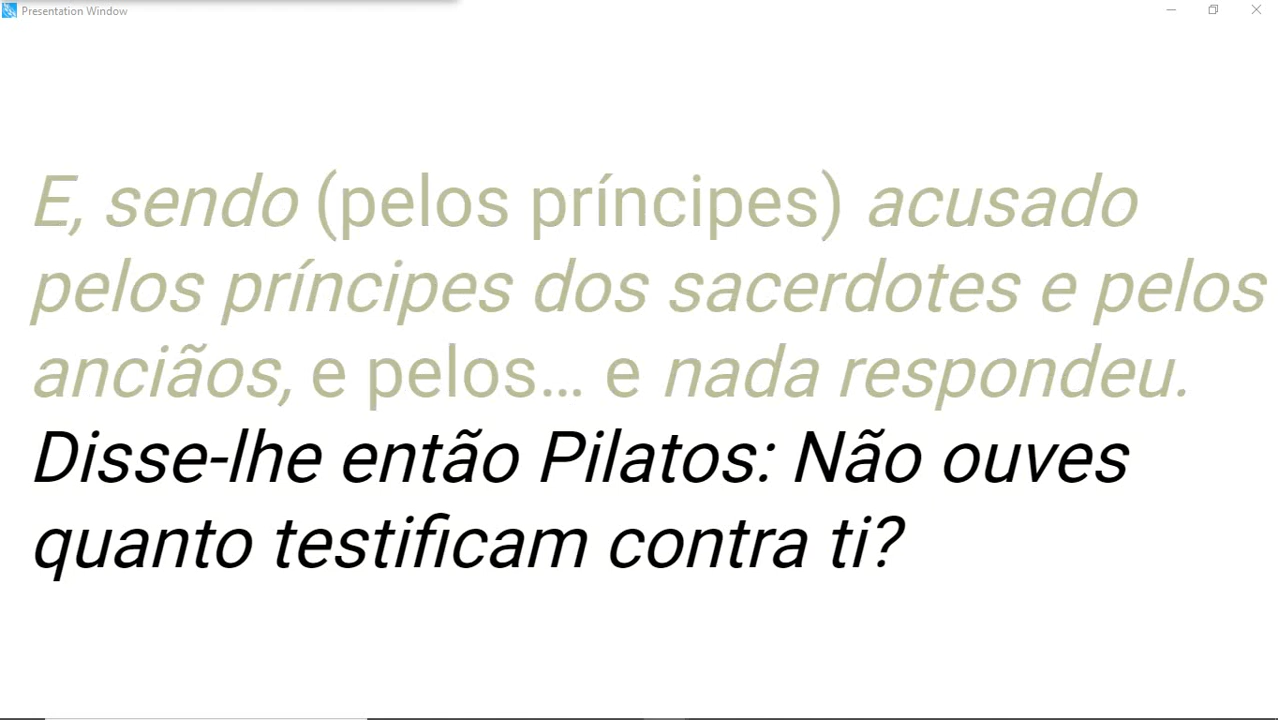 Presentation Window
E, sendo (pelos príncipes) acusado
pelos príncipes dos sacerdotes e pelos
anciãos, e pelos... e nada respondeu.
Disse-lhe então Pilatos: Não ouves
quanto testificam contra ti?